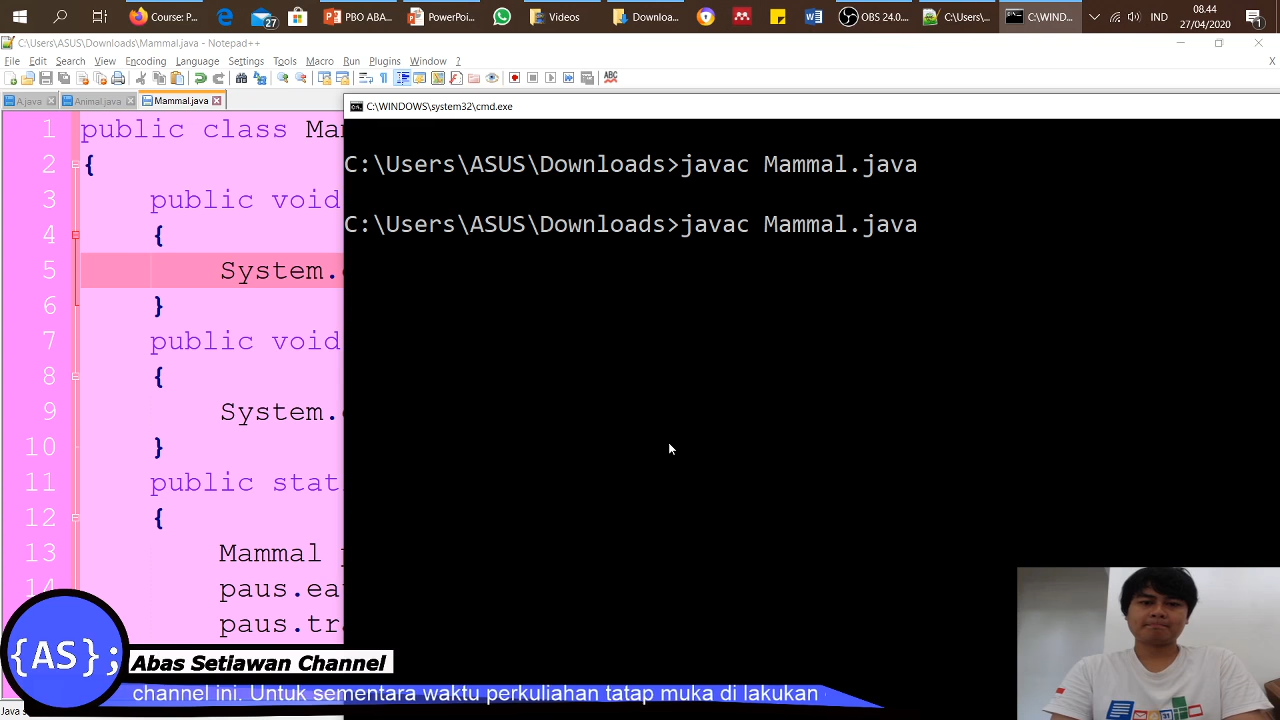 Course: P...
27
PBO ABA...
PowerPoi...
Videos
Downloa...
OBS 24.0....
C:\Users\...
C:\WIND...
IND
08.44
27/04/2020
1
C:\Users\ASUS\Downloads\Mammal.java - Notepad++
File Edit Search View Encoding Language Settings Tools Macro Run Plugins Window ?
X
A.java Animal.java Mammal.java
C:\WINDOWS\system32\cmd.exe
1 public class Ma
2 {
3 public void
4 {
5 System.
6 }
7 public void
8 {
9 System.
10 }
11 public stat
12 {
13 Mammal
14 paus.ea
paus.tr
C:\Users\ASUS\Downloads>javac Mammal.java
C:\Users\ASUS\Downloads>javac Mammal.java
{AS};
Abas Setiawan Channel
channel ini. Untuk sementara waktu perkuliahan tatap muka di lakukan
Java s